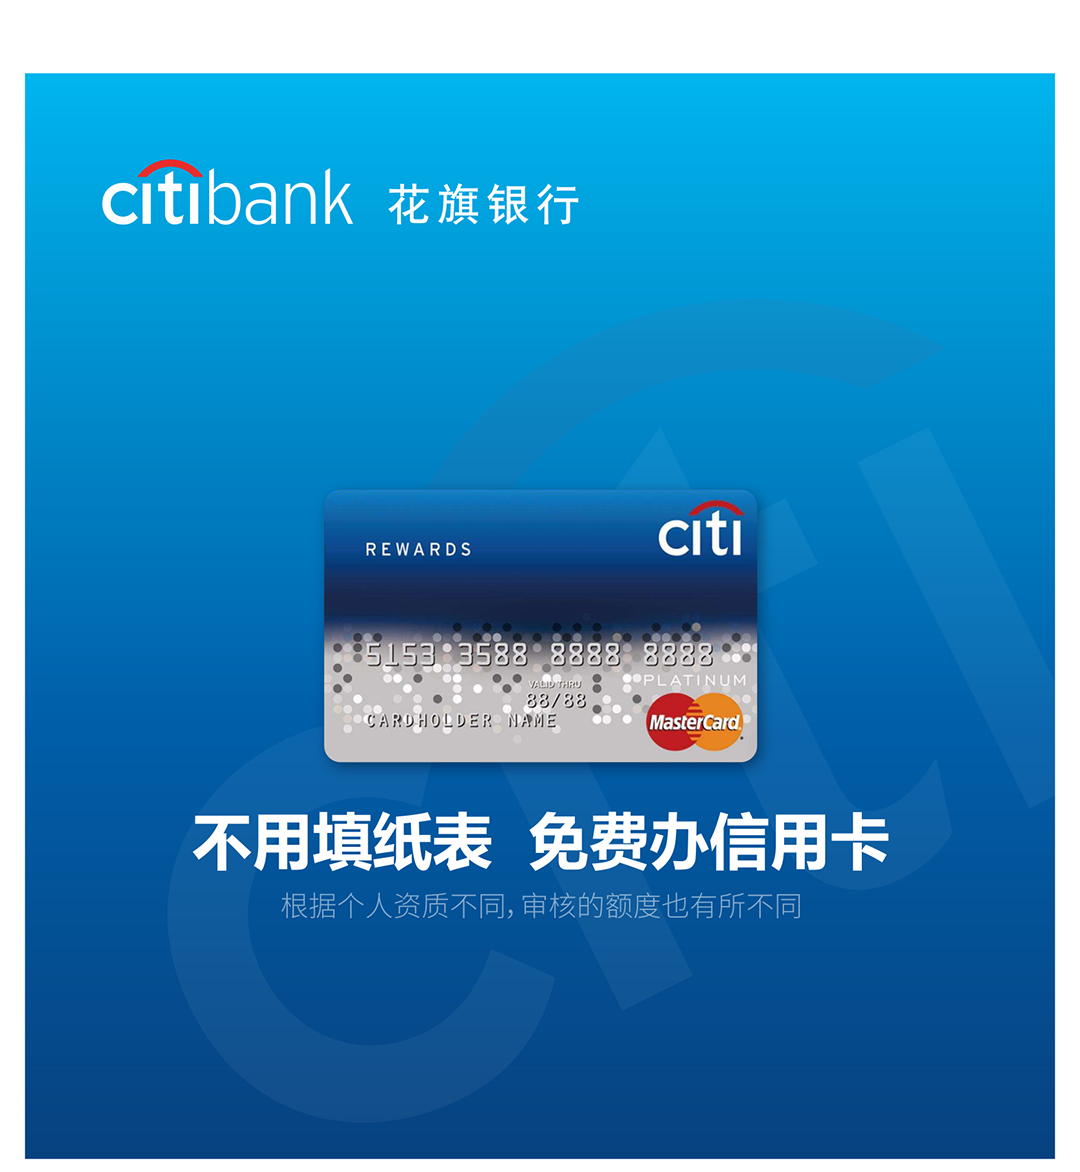 citibank 花旗银行
citi
REWARDS
citi
5153 3588 8888 8888
PLATINUM
VALID THRU
88/88
CARDHOLDER NAME
MasterCard
不用填纸表 免费办信用卡
根据个人资质不同,审核的额度也有所不同